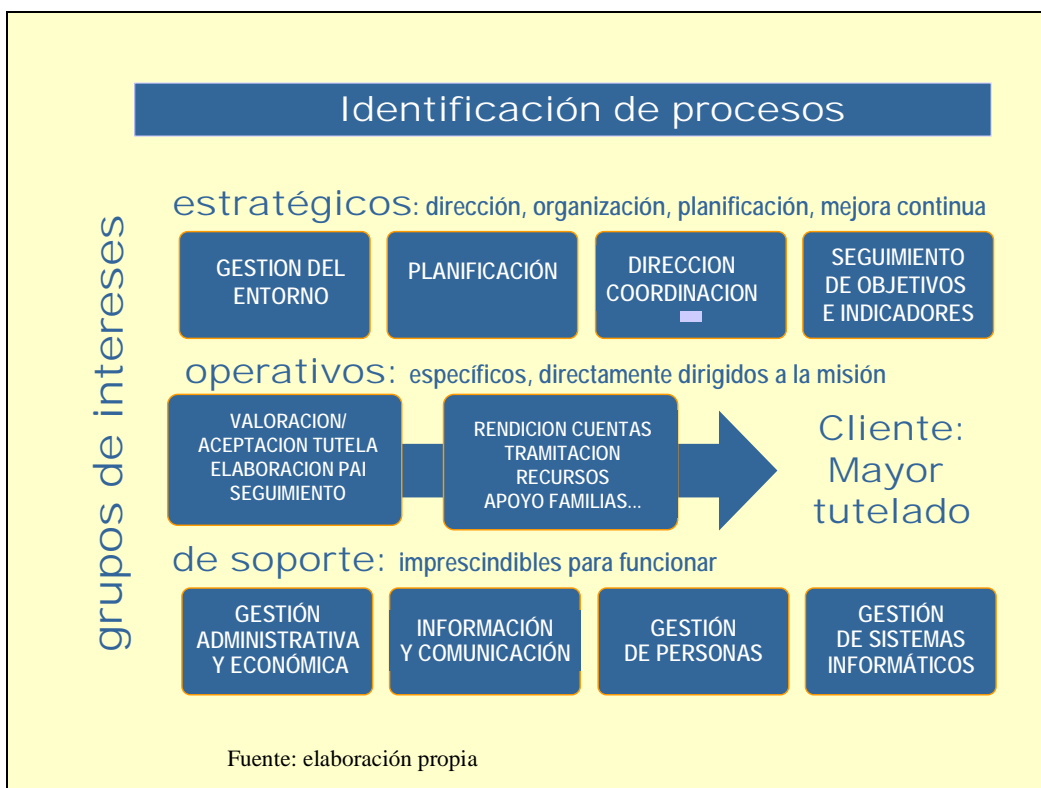 Identificación de procesos
grupos de intereses
estratégicos: dirección, organización, planificación, mejora continua
GESTION DEL
ENTORNO
PLANIFICACIÓN
DIRECCION
COORDINACION
SEGUIMIENTO
DE OBJETIVOS
E INDICADORES
operativos: específicos, directamente dirigidos a la misión
VALORACION/
ACEPTACION TUTELA
ELABORACION PAI
SEGUIMIENTO
RENDICION CUENTAS
TRAMITACION
RECURSOS
APOYO FAMILIAS...
Cliente:
Mayor
tutelado
de soporte: imprescindibles para funcionar
GESTIÓN
ADMINISTRATIVA
Y ECONÓMICA
INFORMACIÓN
Y COMUNICACIÓN
GESTIÓN
DE PERSONAS
GESTIÓN
DE SISTEMAS
INFORMÁTICOS
Fuente: elaboración propia